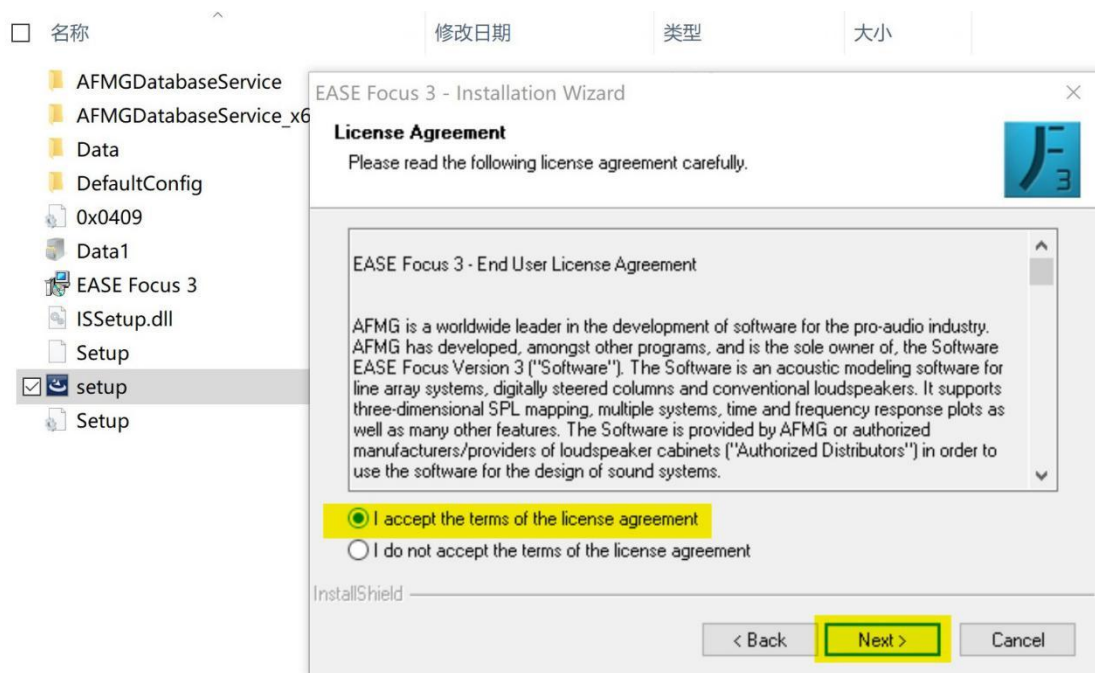 名称 修改日期 类型 大小
AFMGDatabaseService
AFMGDatabaseService_x6
Data
DefaultConfig
0x0409
Data1
EASE Focus 3
ISSetup.dll
Setup
setup
Setup
EASE Focus 3 - Installation Wizard
License Agreement
Please read the following license agreement carefully.
F3
EASE Focus 3 - End User License Agreement
AFMG is a worldwide leader in the development of software for the pro-audio industry.
AFMG has developed, amongst other programs, and is the sole owner of, the Software
EASE Focus Version 3 ("Software"). The Software is an acoustic modeling software for
line array systems, digitally steered columns and conventional loudspeakers. It supports
three-dimensional SPL mapping, multiple systems, time and frequency response plots as
well as many other features. The Software is provided by AFMG or authorized
manufacturers/providers of loudspeaker cabinets ("Authorized Distributors") in order to
use the software for the design of sound systems.
I accept the terms of the license agreement
I do not accept the terms of the license agreement
InstallShield
< Back Next > Cancel